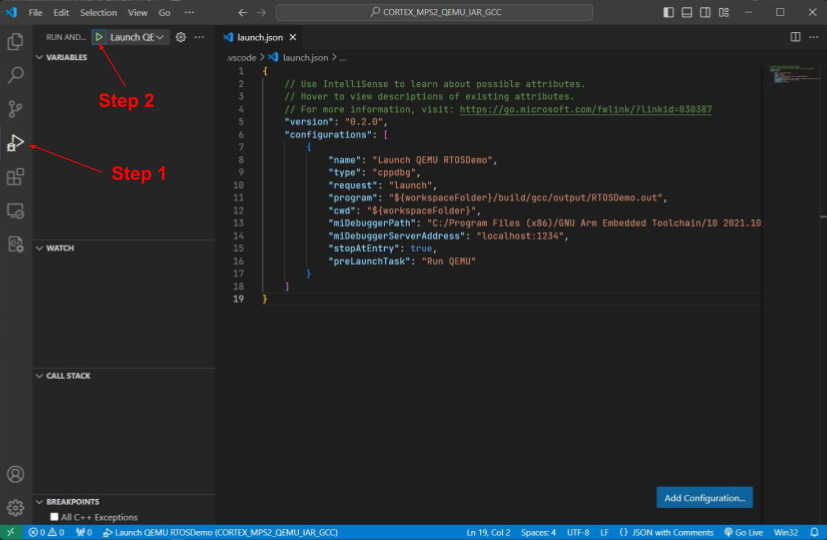 File Edit Selection View Go ··· CORTEX_MPS2_QEMU_IAR_GCC
RUN AND... Launch QE ···
VARIABLES
Step 2
Step 1
WATCH
CALL STACK
BREAKPOINTS
All C++ Exceptions
launch.json
.vscode > launch.json > ...
1 {
2 // Use IntelliSense to learn about possible attributes.
3 // Hover to view descriptions of existing attributes.
4 // For more information, visit: https://go.microsoft.com/fwlink/?linkid=830387
5 "version": "0.2.0",
6 "configurations": [
7 {
8 "name": "Launch QEMU RTOSDemo",
9 "type": "cppdbg",
10 "request": "launch",
11 "program": "${workspaceFolder}/build/gcc/output/RTOSDemo.out",
12 "cwd": "${workspaceFolder}",
13 "miDebuggerPath": "C:/Program Files (x86)/GNU Arm Embedded Toolchain/10 2021.10
14 "miDebuggerServerAddress": "localhost:1234",
15 "stopAtEntry": true,
16 "preLaunchTask": "Run QEMU"
17 }
18 ]
19 }
Add Configuration...
0 0 0 Launch QEMU RTOSDemo (CORTEX_MPS2_QEMU_IAR_GCC) Ln 19, Col 2 Spaces: 4 UTF-8 LF {} JSON with Comments Go Live Win32